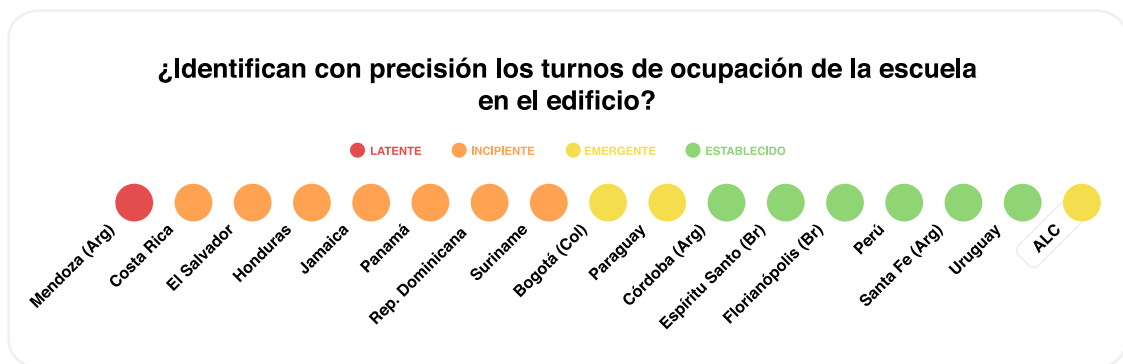 ¿Identifican con precisión los turnos de ocupación de la escuela
en el edificio?
LATENTE
INCIPIENTE
EMERGENTE
ESTABLECIDO
Mendoza (Arg)
Costa Rica
El Salvador
Honduras
Jamaica
Panamá
Rep. Dominicana
Suriname
Bogotá (Col)
Paraguay
Córdoba (Arg)
Espíritu Santo (Br)
Florianópolis (Br)
Perú
Santa Fe (Arg)
Uruguay
ALC